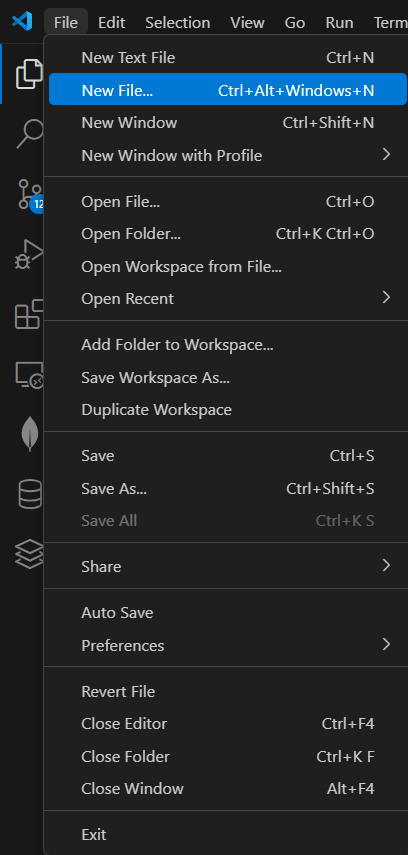 File Edit Selection View Go Run Term
New Text File Ctrl+N
New File... Ctrl+Alt+Windows+N
New Window Ctrl+Shift+N
New Window with Profile
Open File... Ctrl+O
Open Folder... Ctrl+K Ctrl+O
Open Workspace from File...
Open Recent
Add Folder to Workspace...
Save Workspace As...
Duplicate Workspace
Save Ctrl+S
Save As... Ctrl+Shift+S
Save All Ctrl+K S
Share
Auto Save
Preferences
Revert File
Close Editor Ctrl+F4
Close Folder Ctrl+K F
Close Window Alt+F4
Exit
12